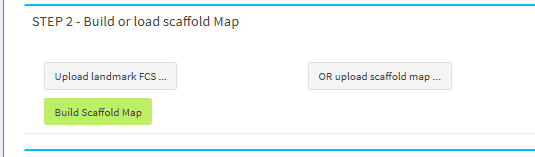 STEP 2 - Build or load scaffold Map
Upload landmark FCS ...
OR upload scaffold map ...
Build Scaffold Map